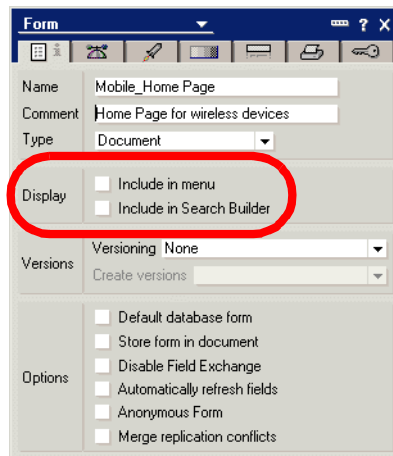 Form ?
Name Mobile_Home Page
Comment Home Page for wireless devices
Type Document
Display Include in menu
Include in Search Builder
Versions Versioning None
Create versions
Options Default database form
Store form in document
Disable Field Exchange
Automatically refresh fields
Anonymous Form
Merge replication conflicts